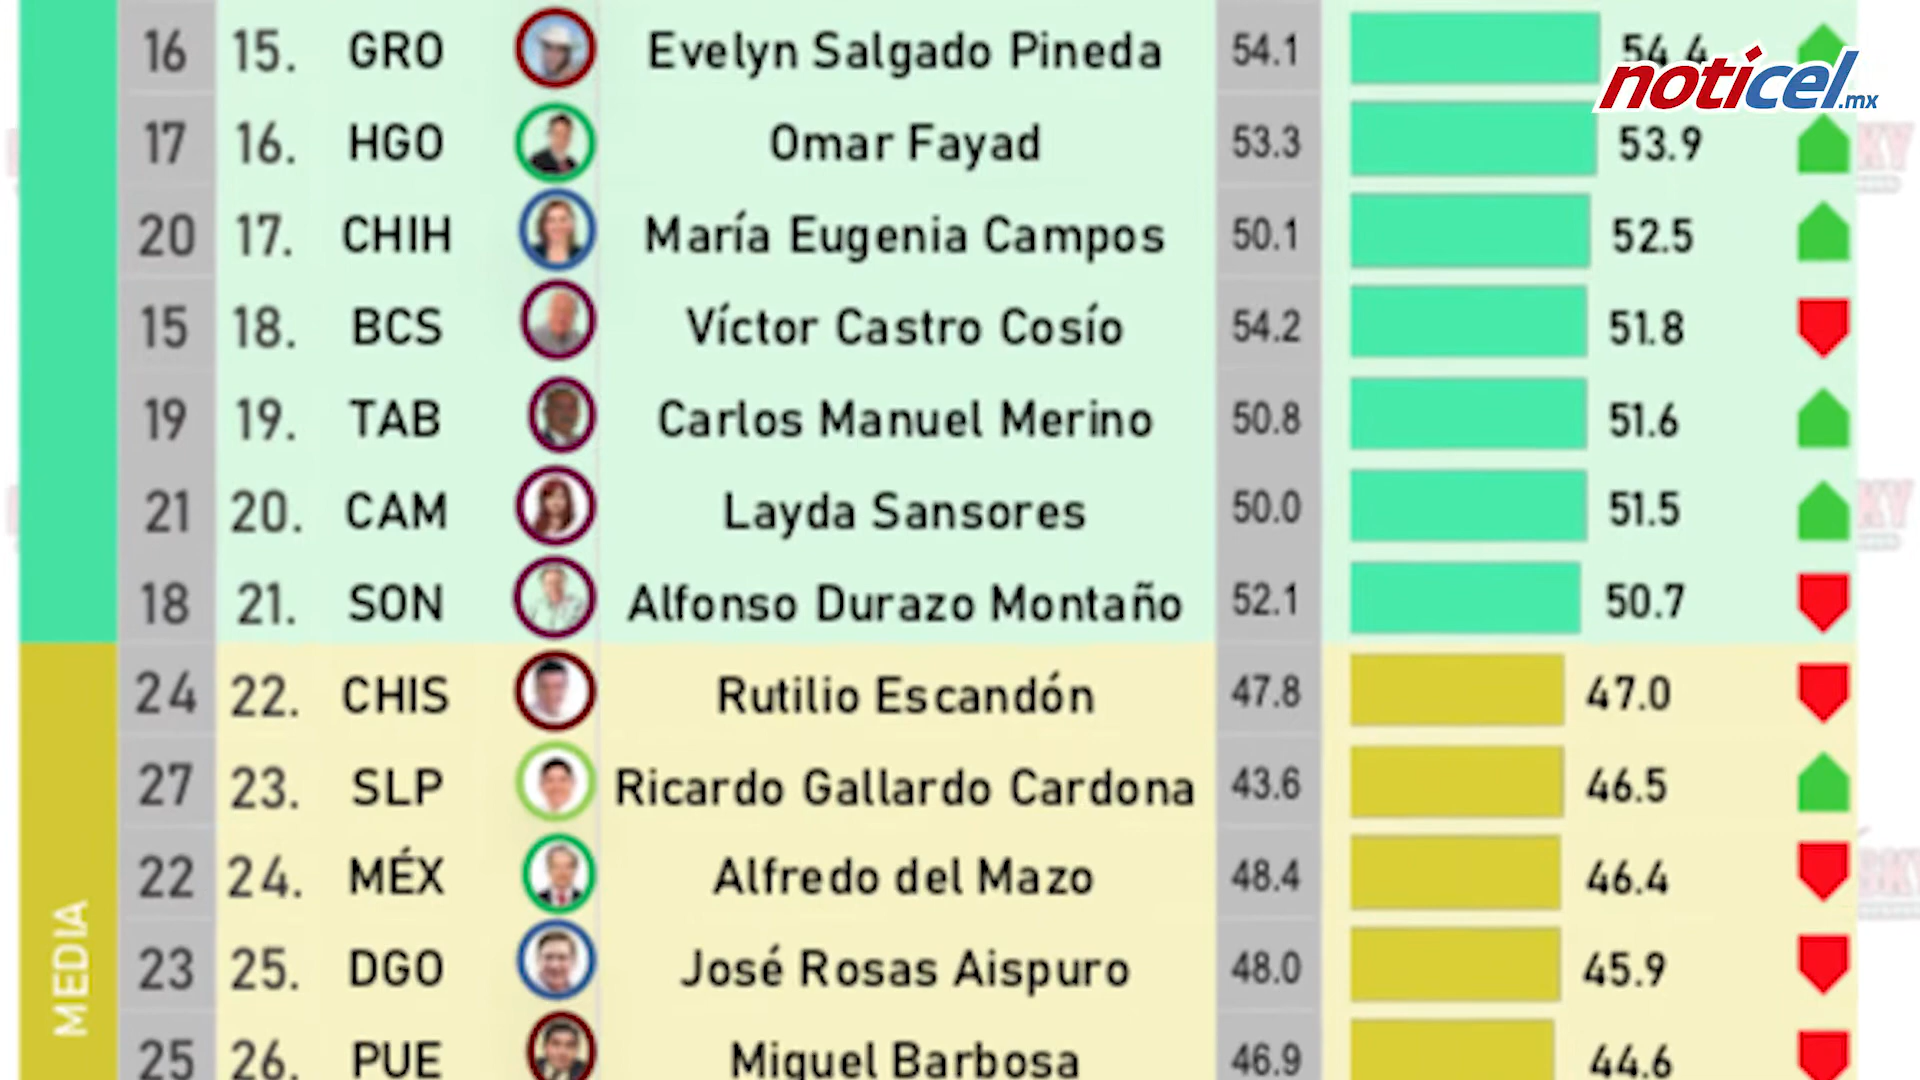 16 15. GRO Evelyn Salgado Pineda 54.1 54.4
noticel.mx
17 16. HGO Omar Fayad 53.3 53.9
20 17. CHIH María Eugenia Campos 50.1 52.5
15 18. BCS Víctor Castro Cosío 54.2 51.8
19 19. TAB Carlos Manuel Merino 50.8 51.6
21 20. CAM Layda Sansores 50.0 51.5
18 21. SON Alfonso Durazo Montaño 52.1 50.7
24 22. CHIS Rutilio Escandón 47.8 47.0
27 23. SLP Ricardo Gallardo Cardona 43.6 46.5
22 24. MÉX Alfredo del Mazo 48.4 46.4
23 25. DGO José Rosas Aispuro 48.0 45.9
25 26. PUE Miguel Barbosa 46.9 44.6
MEDIA